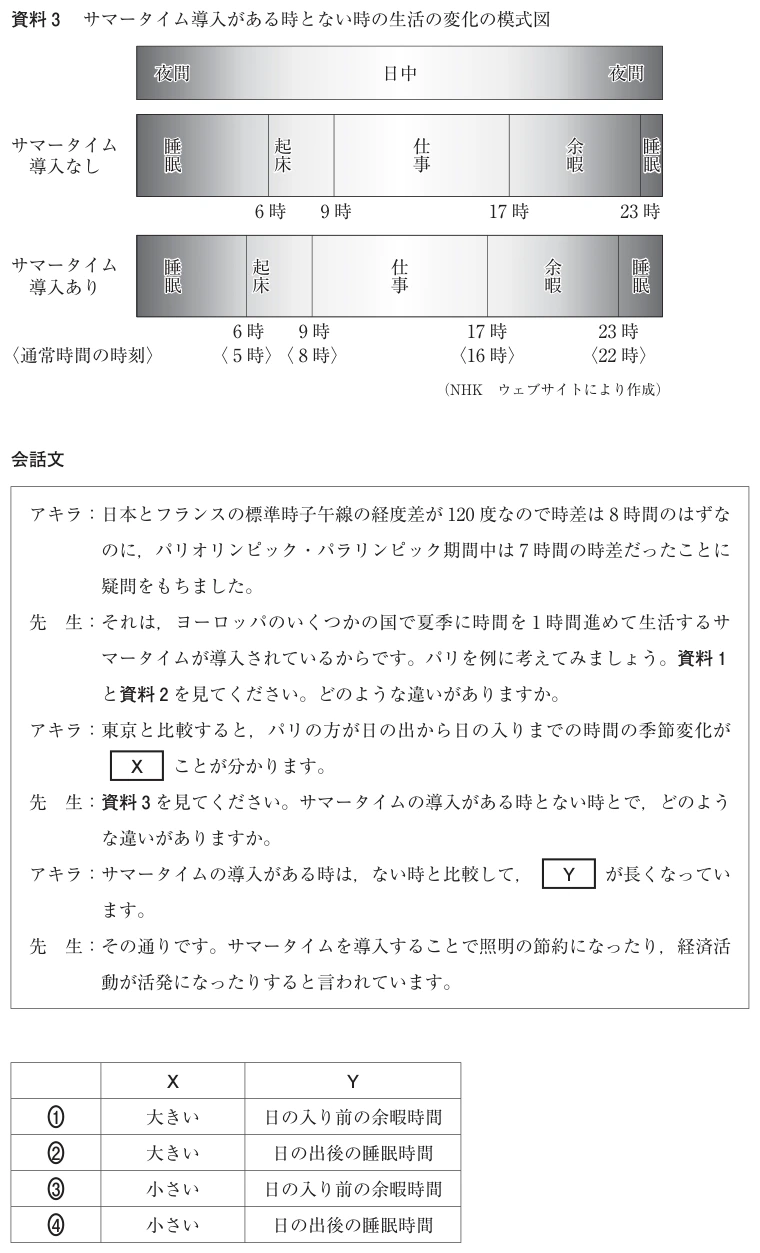 資料3 サマータイム導入がある時とない時の生活の変化の模式図
夜間 日中 夜間
サマータイム
導入なし
睡眠 起床 仕事 余暇 睡眠
6時 9時 17時 23時
サマータイム
導入あり
睡眠 起床 仕事 余暇 睡眠
6時 9時 17時 23時
〈通常時間の時刻〉 〈5時〉〈8時〉 〈16時〉 〈22時〉
(NHK ウェブサイトにより作成)
会話文
アキラ:日本とフランスの標準時子午線の経度差が120度なので時差は8時間のはずな
のに,パリオリンピック・パラリンピック期間中は7時間の時差だったことに
疑問をもちました。
先 生:それは,ヨーロッパのいくつかの国で夏季に時間を1時間進めて生活するサ
マータイムが導入されているからです。パリを例に考えてみましょう。資料1
と資料2を見てください。どのような違いがありますか。
アキラ:東京と比較すると,パリの方が日の出から日の入りまでの時間の季節変化が
X ことが分かります。
先 生:資料3を見てください。サマータイムの導入がある時とない時とで,どのよう
な違いがありますか。
アキラ:サマータイムの導入がある時は,ない時と比較して, Y が長くなってい
ます。
先 生:その通りです。サマータイムを導入することで照明の節約になったり,経済活
動が活発になったりすると言われています。
X Y
① 大きい 日の入り前の余暇時間
② 大きい 日の出後の睡眠時間
③ 小さい 日の入り前の余暇時間
④ 小さい 日の出後の睡眠時間